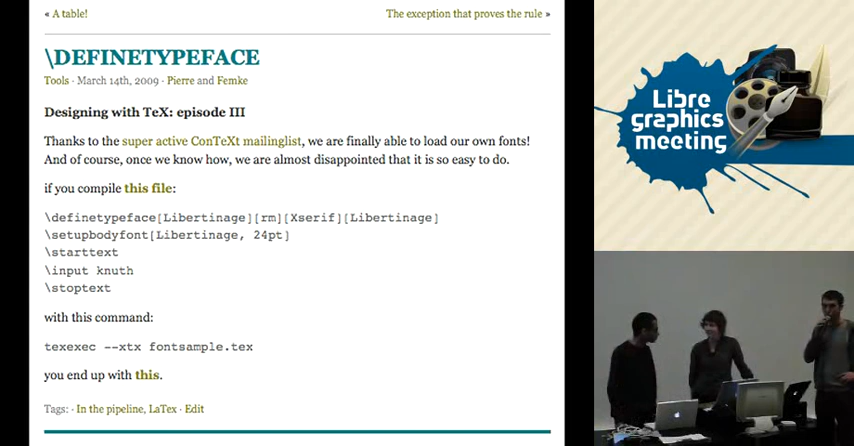 « A table!
The exception that proves the rule »
\DEFINETYPEFACE
Tools · March 14th, 2009 · Pierre and Femke
Designing with TeX: episode III
Thanks to the super active ConTeXt mailinglist, we are finally able to load our own fonts!
And of course, once we know how, we are almost disappointed that it is so easy to do.
if you compile this file:
\definetypeface[Libertinage][rm][Xserif][Libertinage]
\setupbodyfont[Libertinage, 24pt]
\starttext
\input knuth
\stoptext
with this command:
texexec --xtx fontsample.tex
you end up with this.
Tags: · In the pipeline, LaTex · Edit
Libre
graphics
meeting